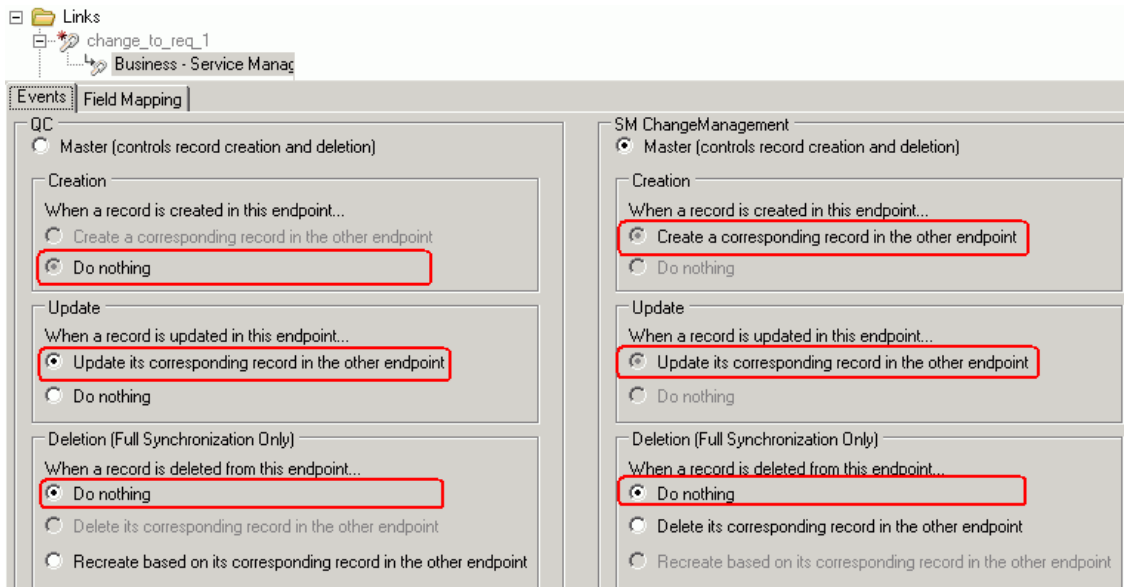 Links
change_to_req_1
Business - Service Manag
Events
Field Mapping
QC
Master (controls record creation and deletion)
Creation
When a record is created in this endpoint...
Create a corresponding record in the other endpoint
Do nothing
Update
When a record is updated in this endpoint...
Update its corresponding record in the other endpoint
Do nothing
Deletion (Full Synchronization Only)
When a record is deleted from this endpoint...
Do nothing
Delete its corresponding record in the other endpoint
Recreate based on its corresponding record in the other endpoint
SM ChangeManagement
Master (controls record creation and deletion)
Creation
When a record is created in this endpoint...
Create a corresponding record in the other endpoint
Do nothing
Update
When a record is updated in this endpoint...
Update its corresponding record in the other endpoint
Do nothing
Deletion (Full Synchronization Only)
When a record is deleted from this endpoint...
Do nothing
Delete its corresponding record in the other endpoint
Recreate based on its corresponding record in the other endpoint